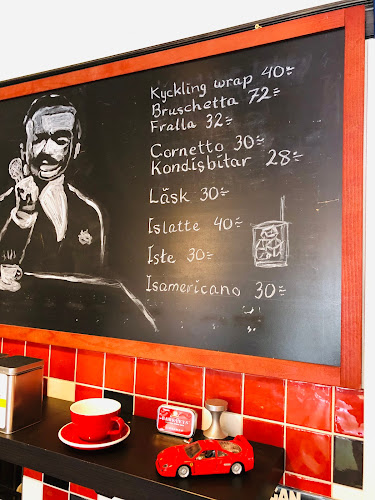 Kyckling wrap 40:-
Bruschetta 72:-
Fralla 32:-
Cornetto 30:-
Kondisbitar 28:-
Läsk 30:-
Islatte 40:-
Iste 30:-
Isamericano 30:-